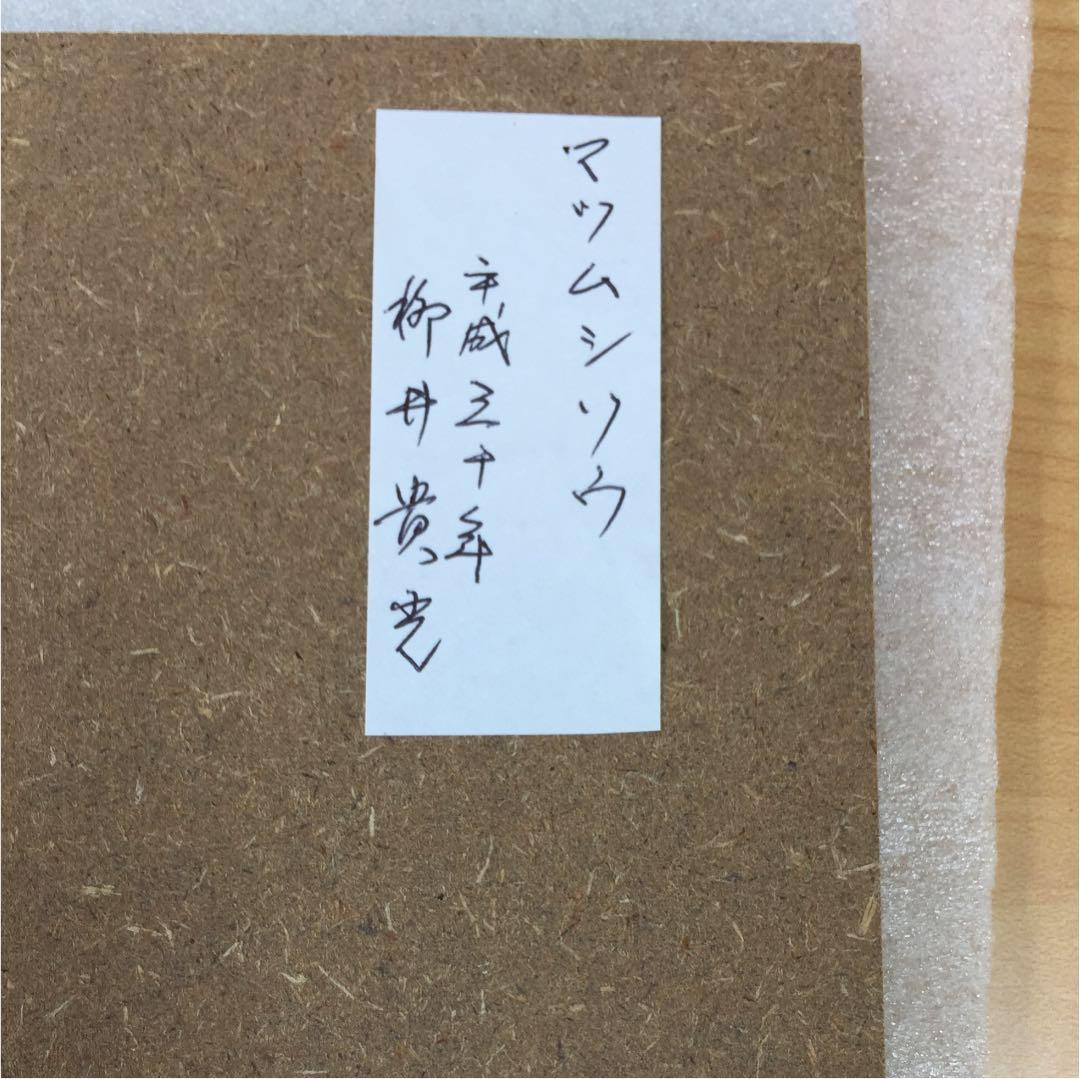 マツムシソウ
平成三十年
柳井貴光